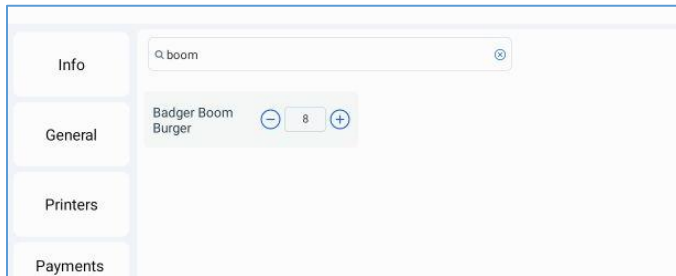 Info
General
Printers
Payments
boom
Badger Boom
Burger
8